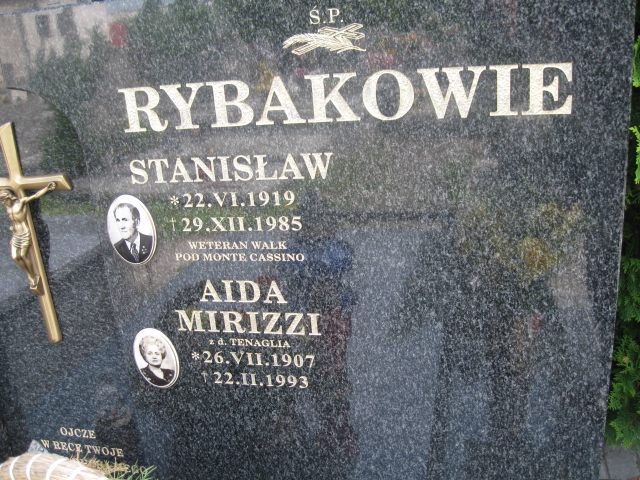 Ś.P.
RYBAKOWIE
STANISŁAW
*22.VI.1919
†29.XII.1985
WETERAN WALK
POD MONTE CASSINO
AIDA
MIRIZZI
z d. TENAGLIA
*26.VII.1907
†22.II.1993
OJCZE
W RĘCE TWOJE